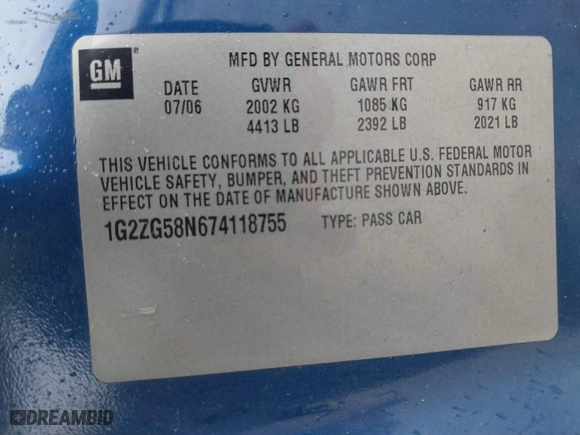 GM
MFD BY GENERAL MOTORS CORP
DATE GVWR GAWR FRT GAWR RR
07/06 2002 KG 1085 KG 917 KG
4413 LB 2392 LB 2021 LB
THIS VEHICLE CONFORMS TO ALL APPLICABLE U.S. FEDERAL MOTOR
VEHICLE SAFETY, BUMPER, AND THEFT PREVENTION STANDARDS IN
EFFECT ON THE DATE OF MANUFACTURE SHOWN ABOVE.
1G2ZG58N674118755 TYPE: PASS CAR
DREAMBID